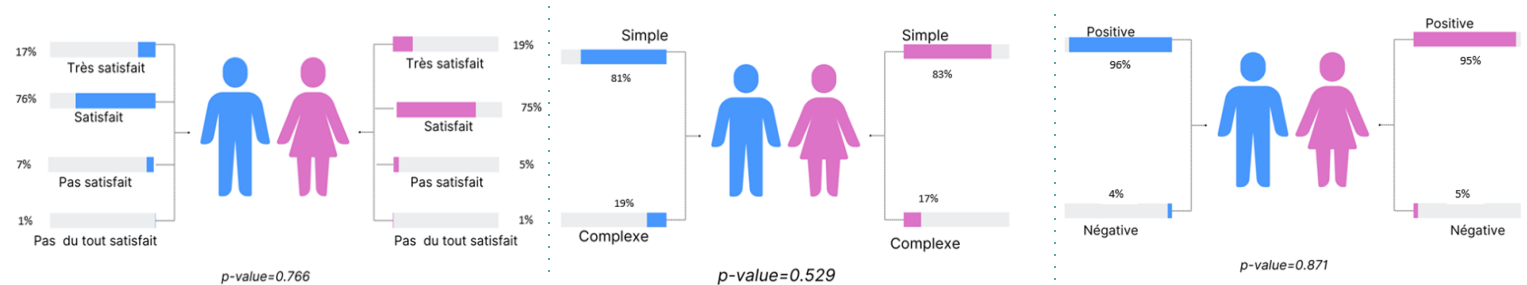 17%
Très satisfait
76%
Satisfait
7%
Pas satisfait
1%
Pas du tout satisfait
19%
Très satisfait
75%
Satisfait
5%
Pas satisfait
1%
Pas du tout satisfait
p-value=0.766
Simple
81%
19%
Complexe
Simple
83%
17%
Complexe
p-value=0.529
Positive
96%
4%
Négative
Positive
95%
5%
Négative
p-value=0.871